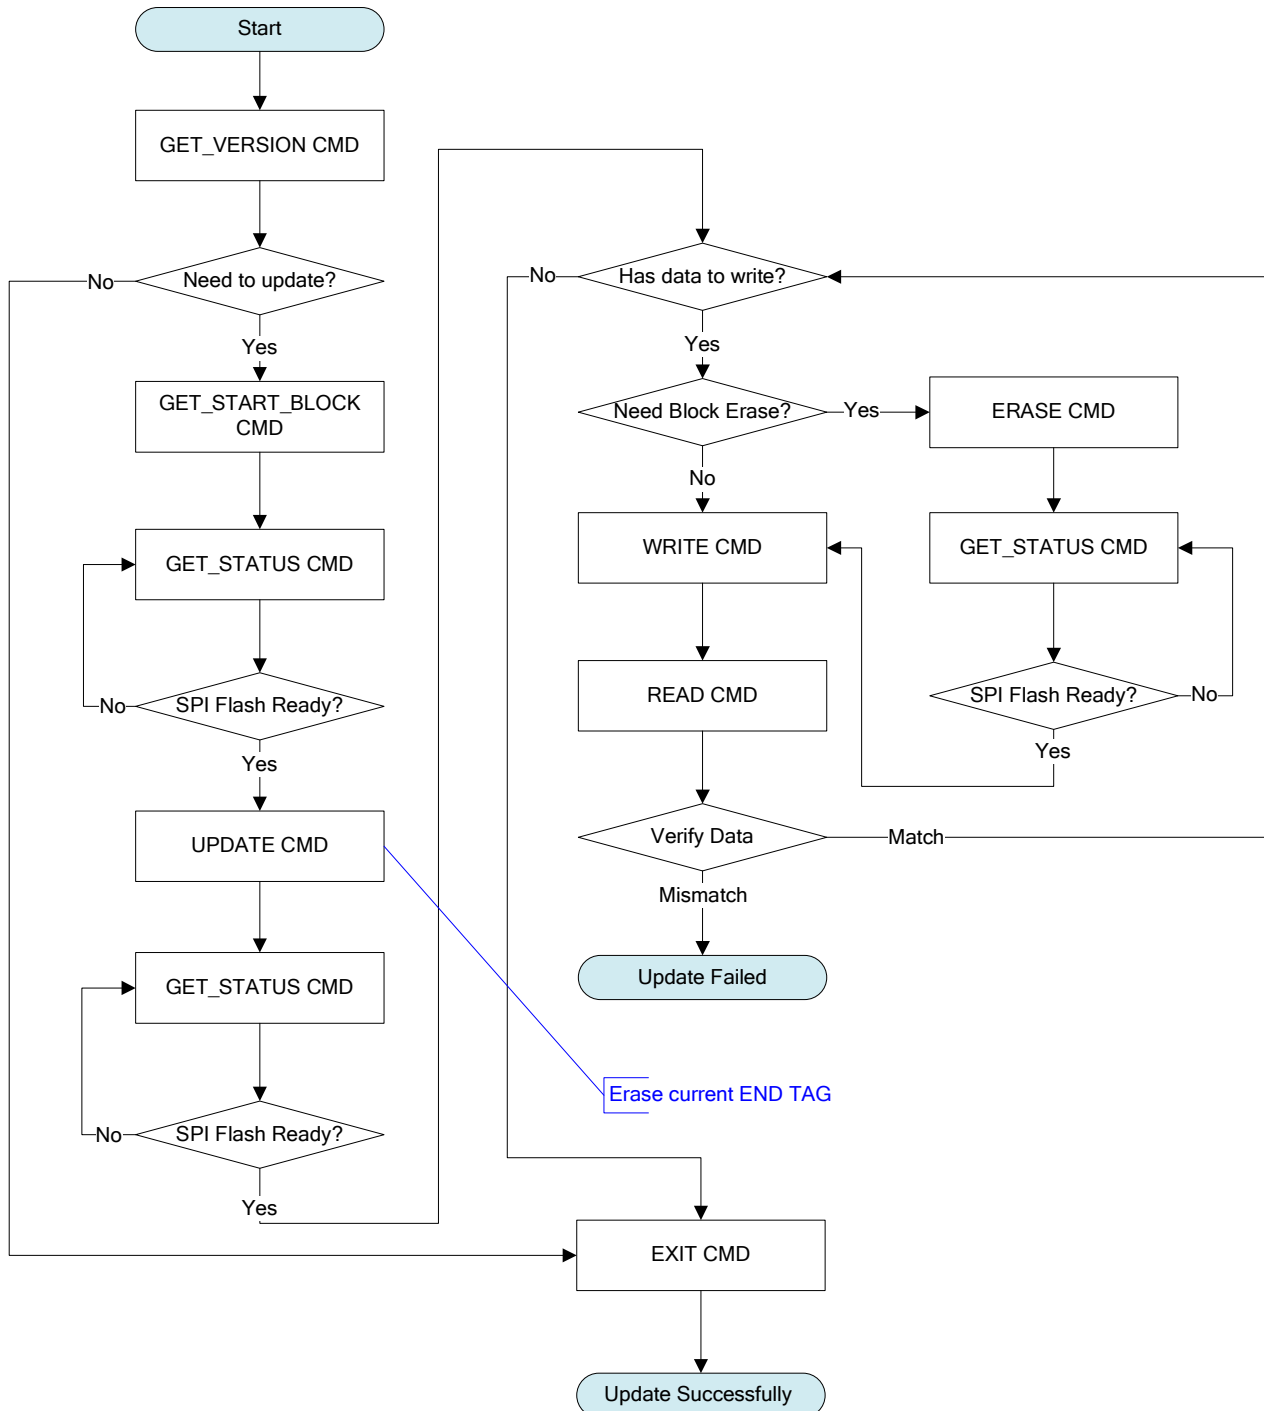 Start
GET_VERSION CMD
Need to update?
No
Yes
GET_START_BLOCK
CMD
GET_STATUS CMD
SPI Flash Ready?
No
Yes
UPDATE CMD
GET_STATUS CMD
SPI Flash Ready?
No
Yes
Has data to write?
No
Yes
Need Block Erase?
Yes
No
ERASE CMD
GET_STATUS CMD
SPI Flash Ready?
No
Yes
WRITE CMD
READ CMD
Verify Data
Match
Mismatch
Update Failed
Erase current END TAG
EXIT CMD
Update Successfully